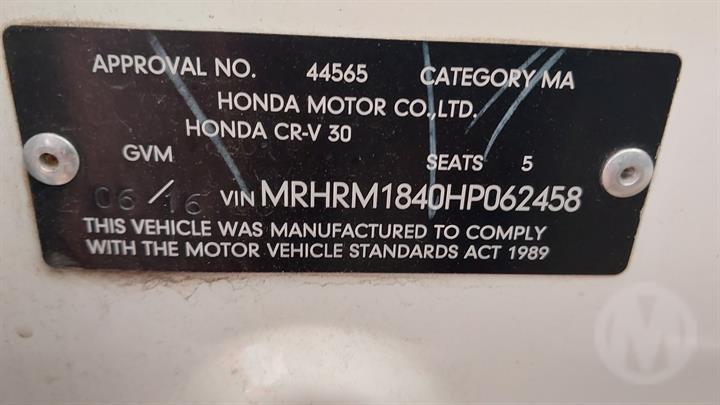 APPROVAL NO. 44565 CATEGORY MA
HONDA MOTOR CO.,LTD.
HONDA CR-V 30
GVM SEATS 5
06/16 VIN MRHRM1840HP062458
THIS VEHICLE WAS MANUFACTURED TO COMPLY
WITH THE MOTOR VEHICLE STANDARDS ACT 1989
M